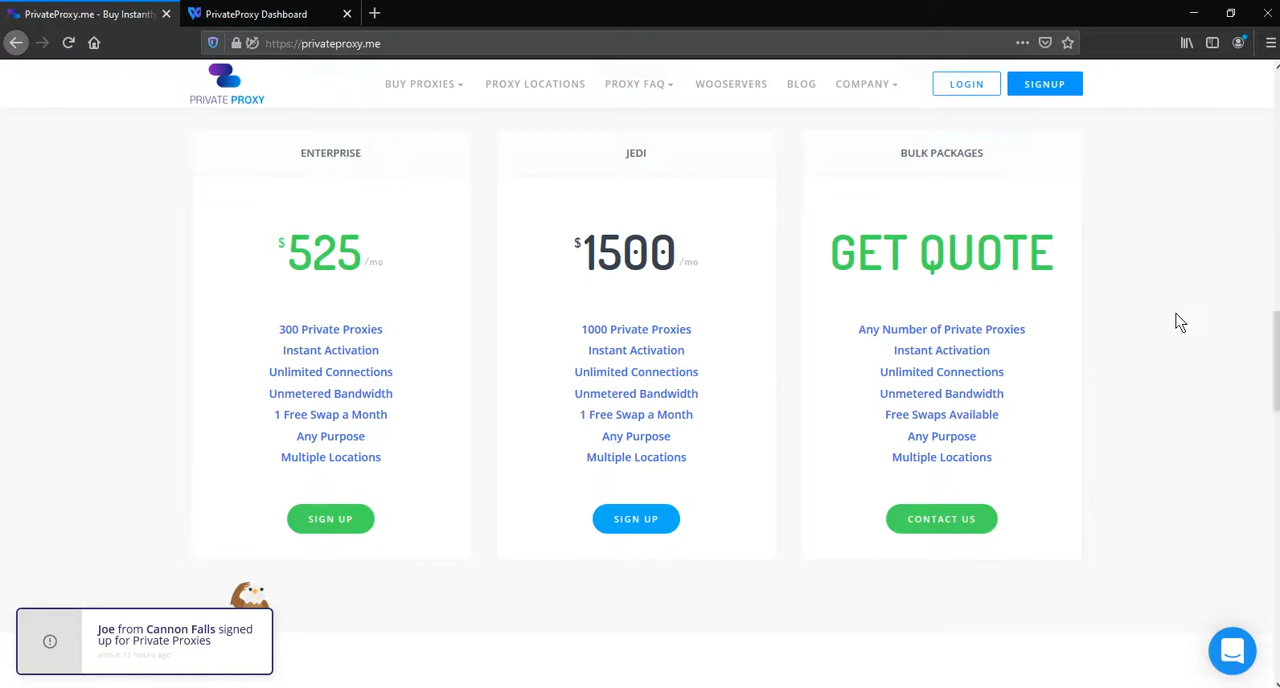 PrivateProxy.me - Buy Instantly
PrivateProxy Dashboard
https://privateproxy.me
PRIVATE PROXY
BUY PROXIES
PROXY LOCATIONS
PROXY FAQ
WOOSERVERS
BLOG
COMPANY
LOGIN
SIGNUP
ENTERPRISE
$525/mo
300 Private Proxies
Instant Activation
Unlimited Connections
Unmetered Bandwidth
1 Free Swap a Month
Any Purpose
Multiple Locations
SIGN UP
JEDI
$1500/mo
1000 Private Proxies
Instant Activation
Unlimited Connections
Unmetered Bandwidth
1 Free Swap a Month
Any Purpose
Multiple Locations
SIGN UP
BULK PACKAGES
GET QUOTE
Any Number of Private Proxies
Instant Activation
Unlimited Connections
Unmetered Bandwidth
Free Swaps Available
Any Purpose
Multiple Locations
CONTACT US
Joe from Cannon Falls signed
up for Private Proxies
about 12 hours ago